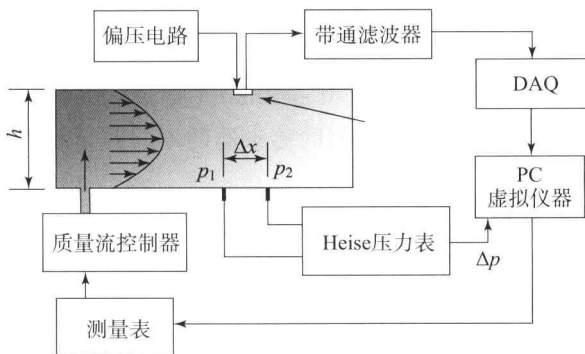 偏压电路
带通滤波器
DAQ
h
Δx
p₁
p₂
PC
虚拟仪器
质量流控制器
Heise压力表
Δp
测量表